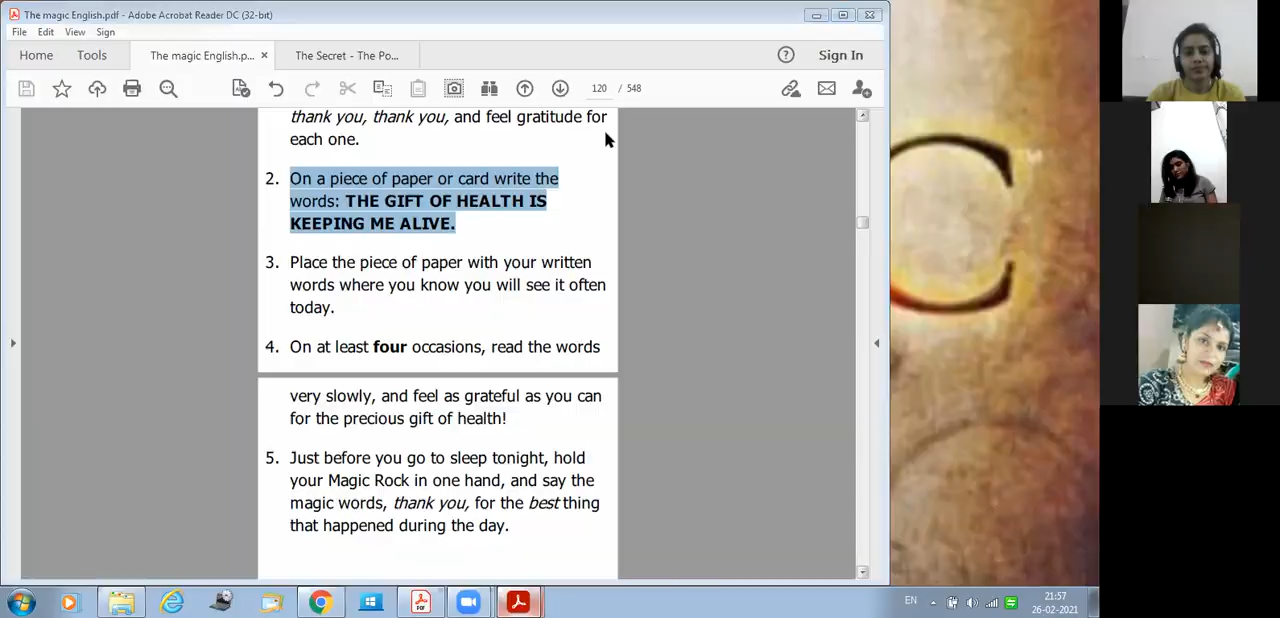 The magic English.pdf - Adobe Acrobat Reader DC (32-bit)
File Edit View Sign
Home Tools The magic English.p... × The Secret - The Po... Sign In
120 / 548
thank you, thank you, and feel gratitude for
each one.
2. On a piece of paper or card write the
words: THE GIFT OF HEALTH IS
KEEPING ME ALIVE.
3. Place the piece of paper with your written
words where you know you will see it often
today.
4. On at least four occasions, read the words
very slowly, and feel as grateful as you can
for the precious gift of health!
5. Just before you go to sleep tonight, hold
your Magic Rock in one hand, and say the
magic words, thank you, for the best thing
that happened during the day.
EN
21:57
26-02-2021